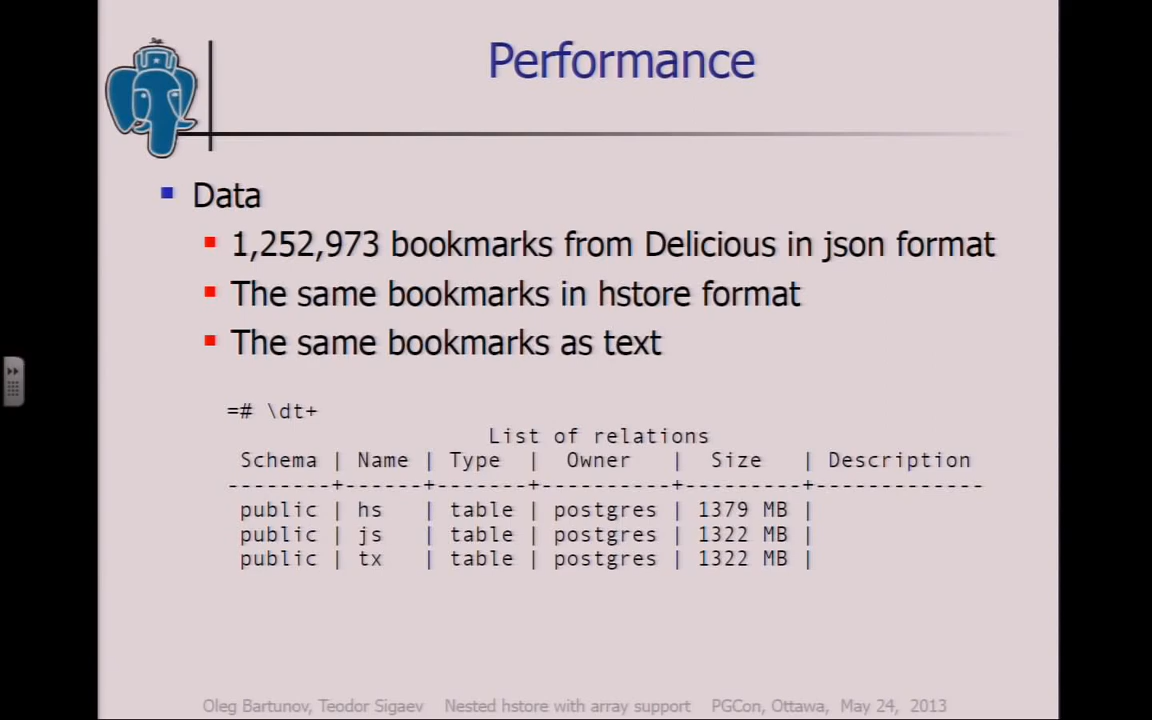 Performance
Data
1,252,973 bookmarks from Delicious in json format
The same bookmarks in hstore format
The same bookmarks as text
=# \dt+
List of relations
Schema | Name | Type | Owner | Size | Description
--------+------+-------+----------+---------+-------------
public | hs | table | postgres | 1379 MB |
public | js | table | postgres | 1322 MB |
public | tx | table | postgres | 1322 MB |
Oleg Bartunov, Teodor Sigaev Nested hstore with array support PGCon, Ottawa, May 24, 2013